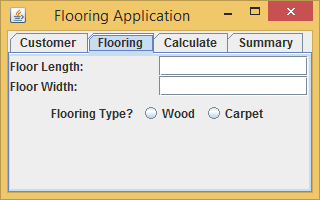 Flooring Application
Customer Flooring Calculate Summary
Floor Length:
Floor Width:
Flooring Type? Wood Carpet